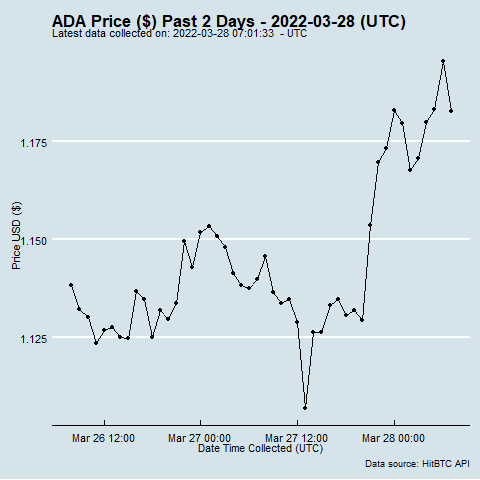 ADA Price ($) Past 2 Days - 2022-03-28 (UTC)
Latest data collected on: 2022-03-28 07:01:33 - UTC
1.175
1.150
1.125
Price USD ($)
Mar 26 12:00 Mar 27 00:00 Mar 27 12:00 Mar 28 00:00
Date Time Collected (UTC)
Data source: HitBTC API